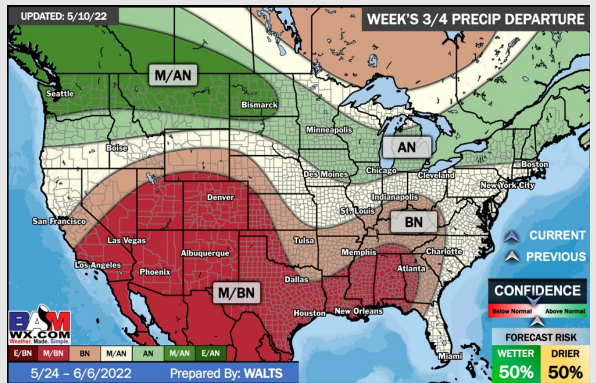 UPDATED: 5/10/22
WEEK'S 3/4 PRECIP DEPARTURE
M/AN
Seattle
Bismarck
Minneapolis
AN
Boise
Boston
Des Moines
Chicago
Cleveland
New York City
Denver
Indianapolis
St. Louis
San Francisco
BN
CURRENT
Las Vegas
Tulsa
Memphis
Charlotte
PREVIOUS
Los Angeles
Albuquerque
Atlanta
Phoenix
Dallas
M/BN
CONFIDENCE
Houston
New Orleans
Below Normal
Above Normal
BAM
WX.COM
Weather. Made. Simple.
FORECAST RISK
E/BN M/BN BN M/AN AN M/AN E/AN
Miami
WETTER
DRIER
5/24 – 6/6/2022
Prepared By: WALTS
50%
50%